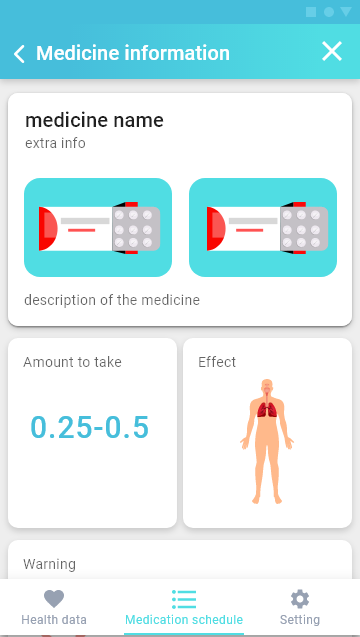 Medicine information
medicine name
extra info
description of the medicine
Amount to take
Effect
0.25-0.5
Warning
Health data
Medication schedule
Setting